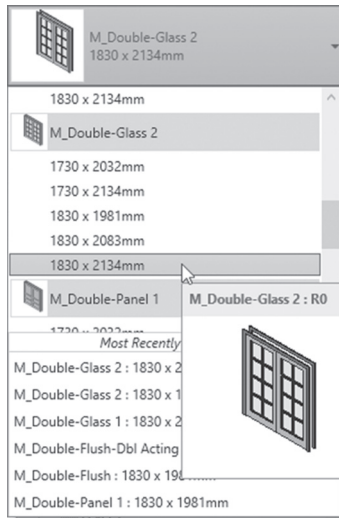 M_Double-Glass 2
1830 x 2134mm
1830 x 2134mm
M_Double-Glass 2
1730 x 2032mm
1730 x 2134mm
1830 x 1981mm
1830 x 2083mm
1830 x 2134mm
M_Double-Panel 1
M_Double-Glass 2 : R0
1730 x 2032mm
Most Recently
M_Double-Glass 2 : 1830 x 2
M_Double-Glass 2 : 1830 x 1
M_Double-Glass 1 : 1830 x 2
M_Double-Flush-Dbl Acting
M_Double-Flush : 1830 x
M_Double-Panel 1 : 1830 x 1981mm